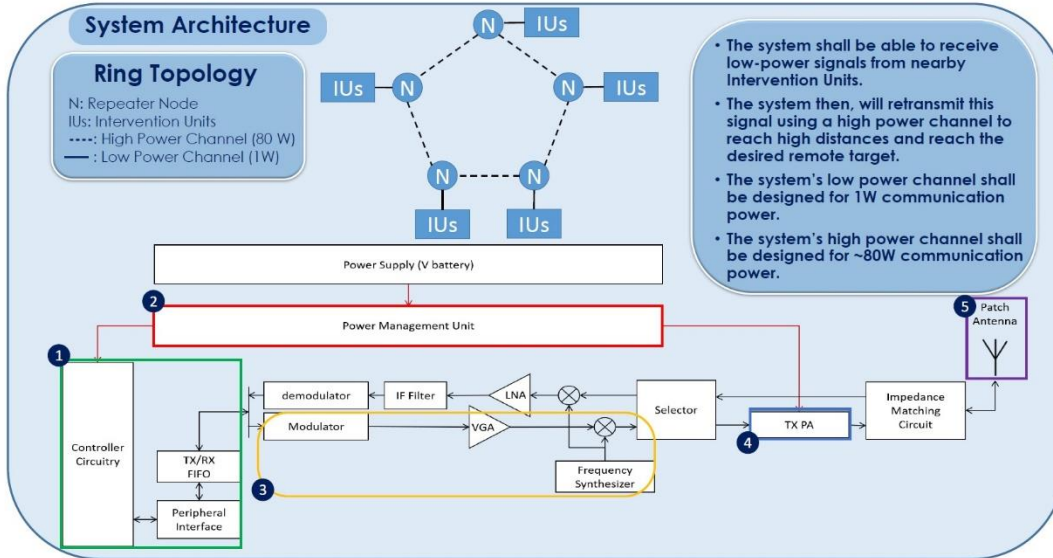 System Architecture
Ring Topology
N: Repeater Node
IUs: Intervention Units
----: High Power Channel (80 W)
—: Low Power Channel (1W)
N
IUs
IUs
N
N
IUs
N
N
IUs
IUs
• The system shall be able to receive
low-power signals from nearby
Intervention Units.
• The system then, will retransmit this
signal using a high power channel to
reach high distances and reach the
desired remote target.
• The system's low power channel shall
be designed for 1W communication
power.
• The system's high power channel shall
be designed for ~80W communication
power.
Power Supply (V battery)
2
Power Management Unit
5
Patch
Antenna
1
Controller
Circuitry
TX/RX
FIFO
Peripheral
Interface
demodulator
IF Filter
LNA
Modulator
VGA
3
Frequency
Synthesizer
Selector
4
TX PA
Impedance
Matching
Circuit